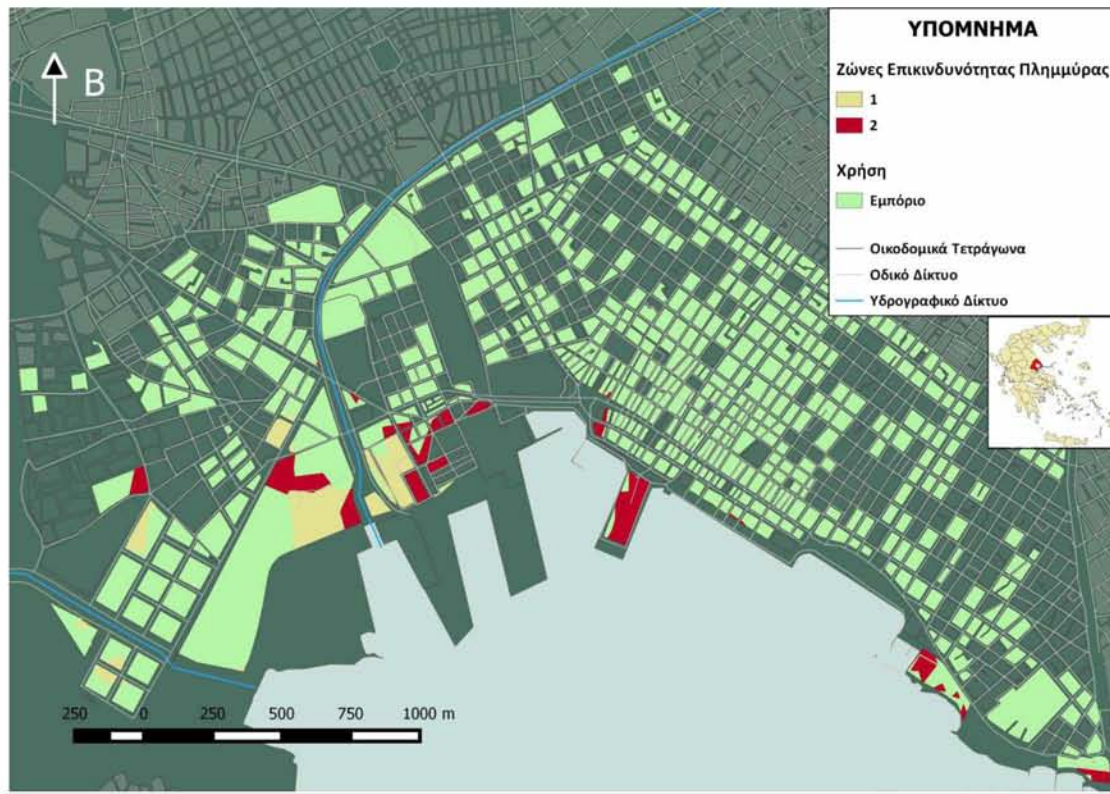 ΥΠΟΜΝΗΜΑ
Ζώνες Επικινδυνότητας Πλημμύρας
1
2
Χρήση
Εμπόριο
Οικοδομικά Τετράγωνα
Οδικό Δίκτυο
Υδρογραφικό Δίκτυο
Β
250 0 250 500 750 1000 m